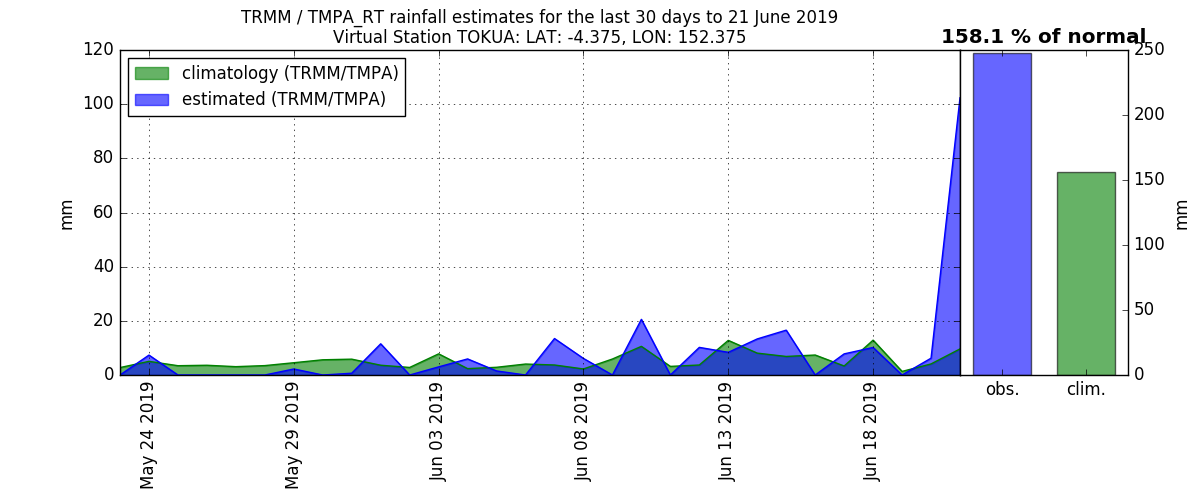 TRMM / TMPA_RT rainfall estimates for the last 30 days to 21 June 2019
Virtual Station TOKUA: LAT: -4.375, LON: 152.375
158.1 % of normal
climatology (TRMM/TMPA)
estimated (TRMM/TMPA)
mm
120
100
80
60
40
20
0
May 24 2019
May 29 2019
Jun 03 2019
Jun 08 2019
Jun 13 2019
Jun 18 2019
obs.
clim.
250
200
150
100
50
0
mm